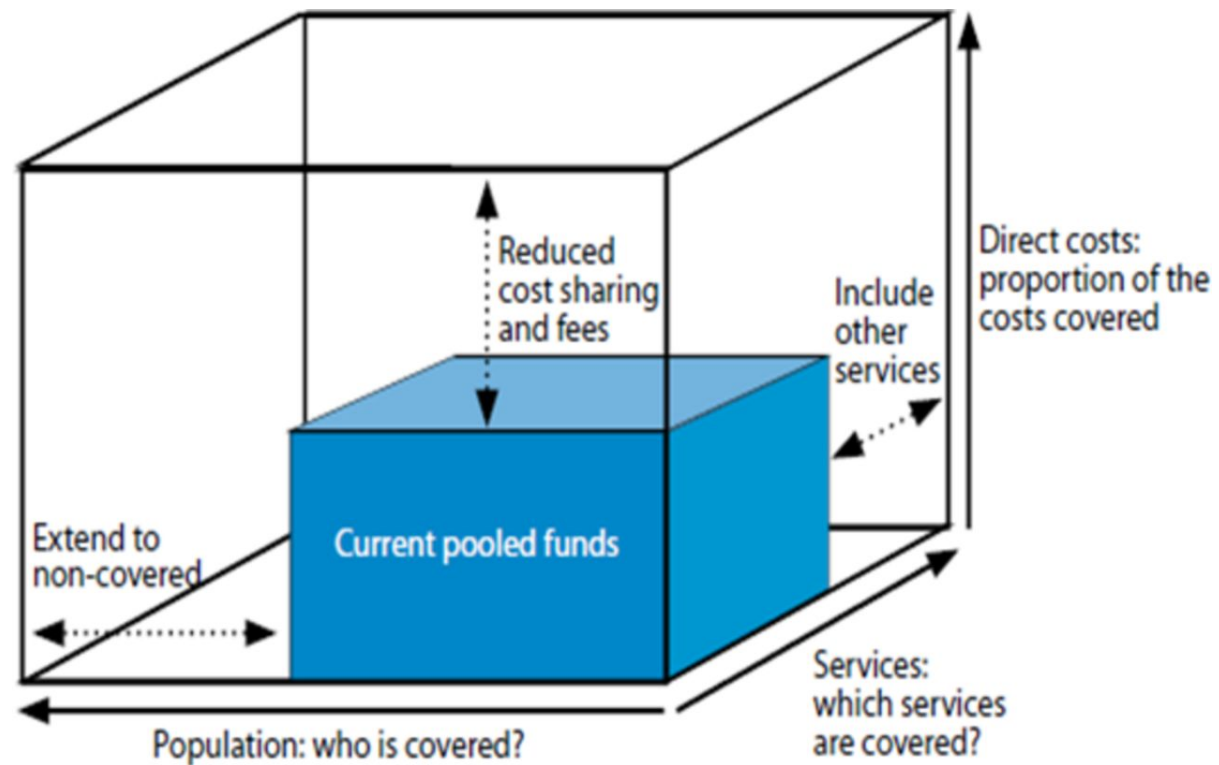 Reduced
cost sharing
and fees
Include
other
services
Direct costs:
proportion of the
costs covered
Extend to
non-covered
Current pooled funds
Services:
which services
are covered?
Population: who is covered?